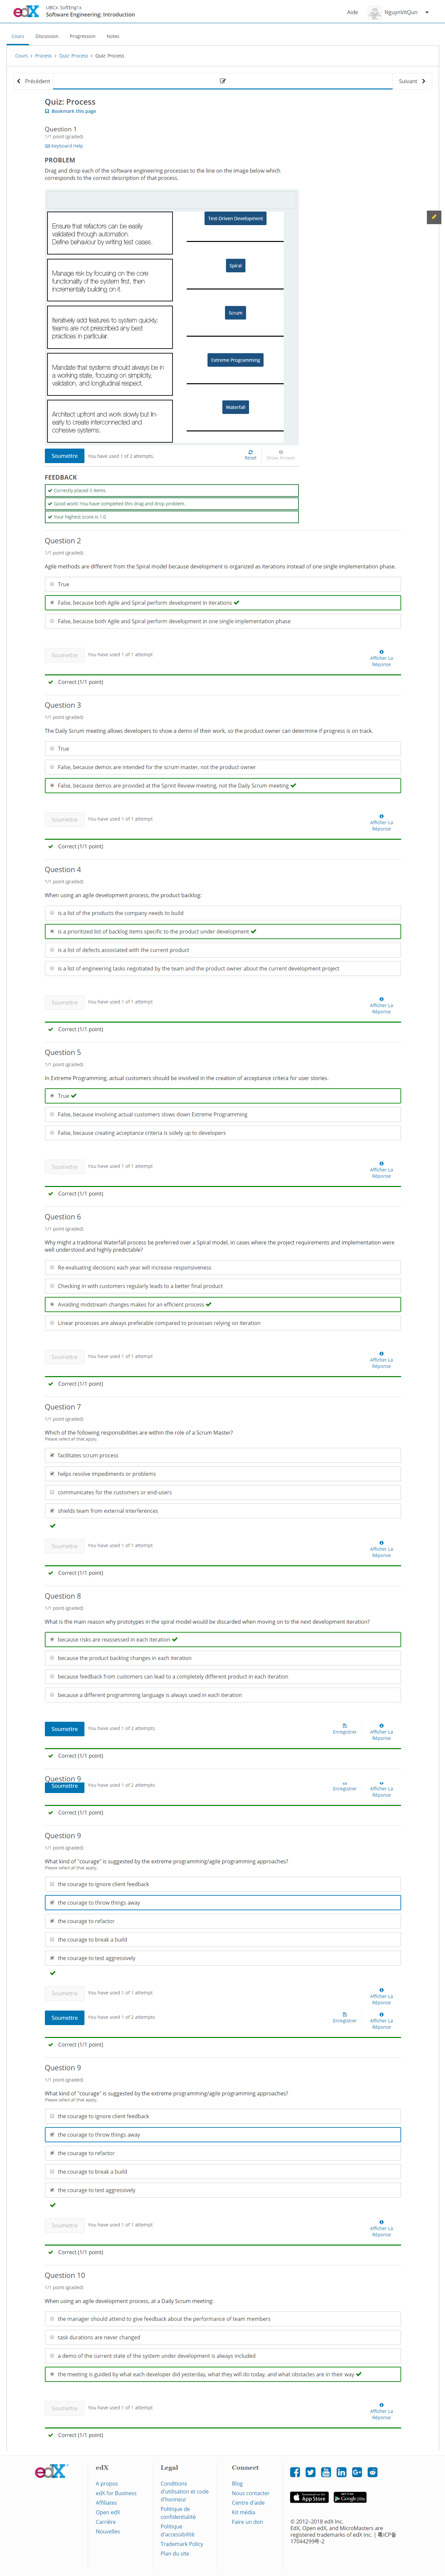 edX
UBCx: SoftEng1x
Software Engineering: Introduction
Aide
NguynVitQun
Cours
Discussion
Progression
Notes
Cours › Process › Quiz: Process › Quiz: Process
Précédent
Suivant
Quiz: Process
Bookmark this page
Question 1
1/1 point (graded)
Keyboard Help
PROBLEM
Drag and drop each of the software engineering processes to the line on the image below which
corresponds to the correct description of that process.
Ensure that refactors can be easily
validated through automation.
Define behaviour by writing test cases.
Test-Driven Development
Manage risk by focusing on the core
functionality of the system first, then
incrementally building on it.
Spiral
Iteratively add features to system quickly;
teams are not prescribed any best
practices in particular.
Scrum
Mandate that systems should always be in
a working state, focusing on simplicity,
validation, and longitudinal respect.
Extreme Programming
Architect upfront and work slowly but lin-
early to create interconnected and
cohesive systems.
Waterfall
Soumettre
You have used 1 of 2 attempts.
Reset
Show Answer
FEEDBACK
Correctly placed 5 items.
Good work! You have completed this drag and drop problem.
Your highest score is 1.0
Question 2
1/1 point (graded)
Agile methods are different from the Spiral model because development is organized as iterations instead of one single implementation phase.
True
False, because both Agile and Spiral perform development in iterations
False, because both Agile and Spiral perform development in one single implementation phase
Soumettre
You have used 1 of 1 attempt
Afficher La
Réponse
Correct (1/1 point)
Question 3
1/1 point (graded)
The Daily Scrum meeting allows developers to show a demo of their work, so the product owner can determine if progress is on track.
True
False, because demos are intended for the scrum master, not the product owner
False, because demos are provided at the Sprint Review meeting, not the Daily Scrum meeting
Soumettre
You have used 1 of 1 attempt
Afficher La
Réponse
Correct (1/1 point)
Question 4
1/1 point (graded)
When using an agile development process, the product backlog:
is a list of the products the company needs to build
is a prioritized list of backlog items specific to the product under development
is a list of defects associated with the current product
is a list of engineering tasks negotiated by the team and the product owner about the current development project
Soumettre
You have used 1 of 1 attempt
Afficher La
Réponse
Correct (1/1 point)
Question 5
1/1 point (graded)
In Extreme Programming, actual customers should be involved in the creation of acceptance critera for user stories.
True
False, because involving actual customers slows down Extreme Programming
False, because creating acceptance criteria is solely up to developers
Soumettre
You have used 1 of 1 attempt
Afficher La
Réponse
Correct (1/1 point)
Question 6
1/1 point (graded)
Why might a traditional Waterfall process be preferred over a Spiral model, in cases where the project requirements and implementation were
well understood and highly predictable?
Re-evaluating decisions each year will increase responsiveness
Checking in with customers regularly leads to a better final product
Avoiding midstream changes makes for an efficient process
Linear processes are always preferable compared to processes relying on iteration
Soumettre
You have used 1 of 1 attempt
Afficher La
Réponse
Correct (1/1 point)
Question 7
1/1 point (graded)
Which of the following responsibilities are within the role of a Scrum Master?
Please select all that apply.
facilitates scrum process
helps resolve impediments or problems
communicates for the customers or end-users
shields team from external interferences
Soumettre
You have used 1 of 1 attempt
Afficher La
Réponse
Correct (1/1 point)
Question 8
1/1 point (graded)
What is the main reason why prototypes in the spiral model would be discarded when moving on to the next development iteration?
because risks are reassessed in each iteration
because the product backlog changes in each iteration
because feedback from customers can lead to a completely different product in each iteration
because a different programming language is always used in each iteration
Soumettre
You have used 1 of 2 attempts
Enregistrer
Afficher La
Réponse
Correct (1/1 point)
Question 9
Soumettre
You have used 1 of 2 attempts
Enregistrer
Afficher La
Réponse
Correct (1/1 point)
Question 9
1/1 point (graded)
What kind of "courage" is suggested by the extreme programming/agile programming approaches?
Please select all that apply.
the courage to ignore client feedback
the courage to throw things away
the courage to refactor
the courage to break a build
the courage to test aggressively
Soumettre
You have used 1 of 1 attempt
Afficher La
Réponse
Soumettre
You have used 1 of 2 attempts
Enregistrer
Afficher La
Réponse
Correct (1/1 point)
Question 9
1/1 point (graded)
What kind of "courage" is suggested by the extreme programming/agile programming approaches?
Please select all that apply.
the courage to ignore client feedback
the courage to throw things away
the courage to refactor
the courage to break a build
the courage to test aggressively
Soumettre
You have used 1 of 1 attempt
Afficher La
Réponse
Correct (1/1 point)
Question 10
1/1 point (graded)
When using an agile development process, at a Daily Scrum meeting:
the manager should attend to give feedback about the performance of team members
task durations are never changed
a demo of the current state of the system under development is always included
the meeting is guided by what each developer did yesterday, what they will do today, and what obstacles are in their way
Soumettre
You have used 1 of 1 attempt
Afficher La
Réponse
Correct (1/1 point)
edX
edX
A propos
edX for Business
Affiliates
Open edX
Carrière
Nouvelles
Legal
Conditions
d'utilisation et code
d'honneur
Politique de
confidentialité
Politique
d'accessibilité
Trademark Policy
Plan du site
Connect
Blog
Nous contacter
Centre d'aide
Kit média
Faire un don
App Store
Google Play
© 2012–2018 edX Inc.
EdX, Open edX, and MicroMasters are
registered trademarks of edX Inc. | 粤ICP备
17044299号-2